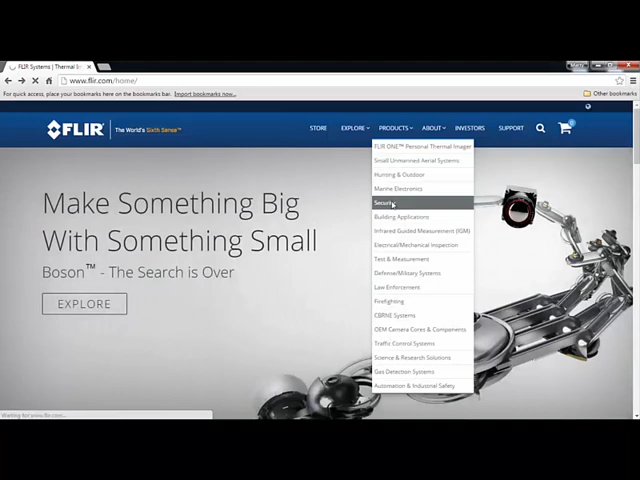 FLIR Systems | Thermal I
www.flir.com/home/
For quick access, place your bookmarks here on the bookmarks bar. Import bookmarks now...
Other bookmarks
FLIR
The World's Sixth Sense™
STORE
EXPLORE
PRODUCTS
ABOUT
INVESTORS
SUPPORT
0
FLIR ONE™ Personal Thermal Imager
Small Unmanned Aerial Systems
Hunting & Outdoor
Marine Electronics
Security
Building Applications
Infrared Guided Measurement (IGM)
Electrical/Mechanical Inspection
Test & Measurement
Defense/Military Systems
Law Enforcement
Firefighting
CBRNE Systems
OEM Camera Cores & Components
Traffic Control Systems
Science & Research Solutions
Gas Detection Systems
Automation & Industrial Safety
Make Something Big
With Something Small
Boson™ - The Search is Over
EXPLORE
Waiting for www.flir.com...